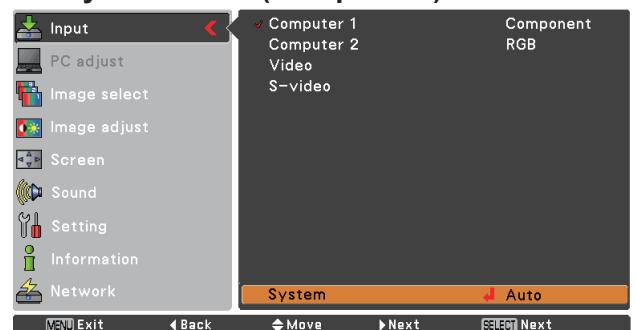 Input
PC adjust
Image select
Image adjust
Screen
Sound
Setting
Information
Network
Computer 1 Component
Computer 2 RGB
Video
S-video
System Auto
MENU Exit Back Move Next SELECT Next